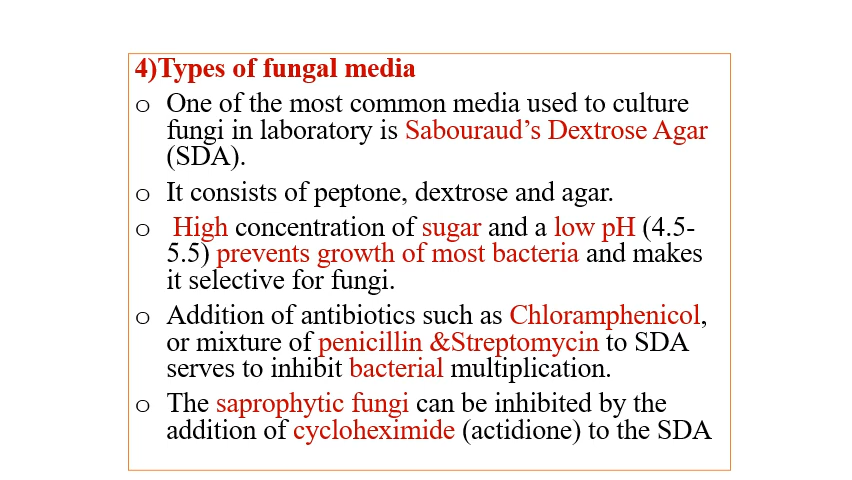 4)Types of fungal media
o One of the most common media used to culture
fungi in laboratory is Sabouraud’s Dextrose Agar
(SDA).
o It consists of peptone, dextrose and agar.
o High concentration of sugar and a low pH (4.5-
5.5) prevents growth of most bacteria and makes
it selective for fungi.
o Addition of antibiotics such as Chloramphenicol,
or mixture of penicillin &Streptomycin to SDA
serves to inhibit bacterial multiplication.
o The saprophytic fungi can be inhibited by the
addition of cycloheximide (actidione) to the SDA